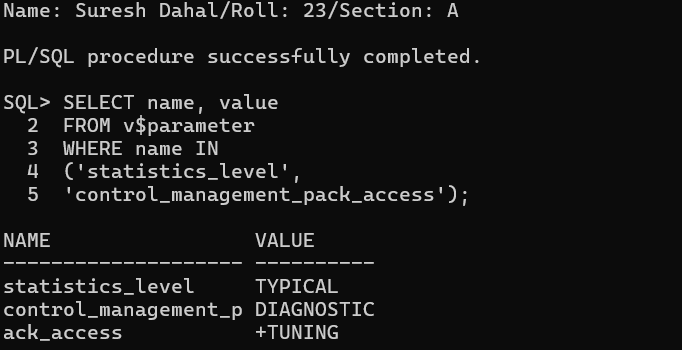 Name: Suresh Dahal/Roll: 23/Section: A
PL/SQL procedure successfully completed.
SQL> SELECT name, value
  2  FROM v$parameter
  3  WHERE name IN
  4  ('statistics_level',
  5  'control_management_pack_access');
NAME                 VALUE
-------------------- ----------
statistics_level     TYPICAL
control_management_p DIAGNOSTIC
ack_access           +TUNING